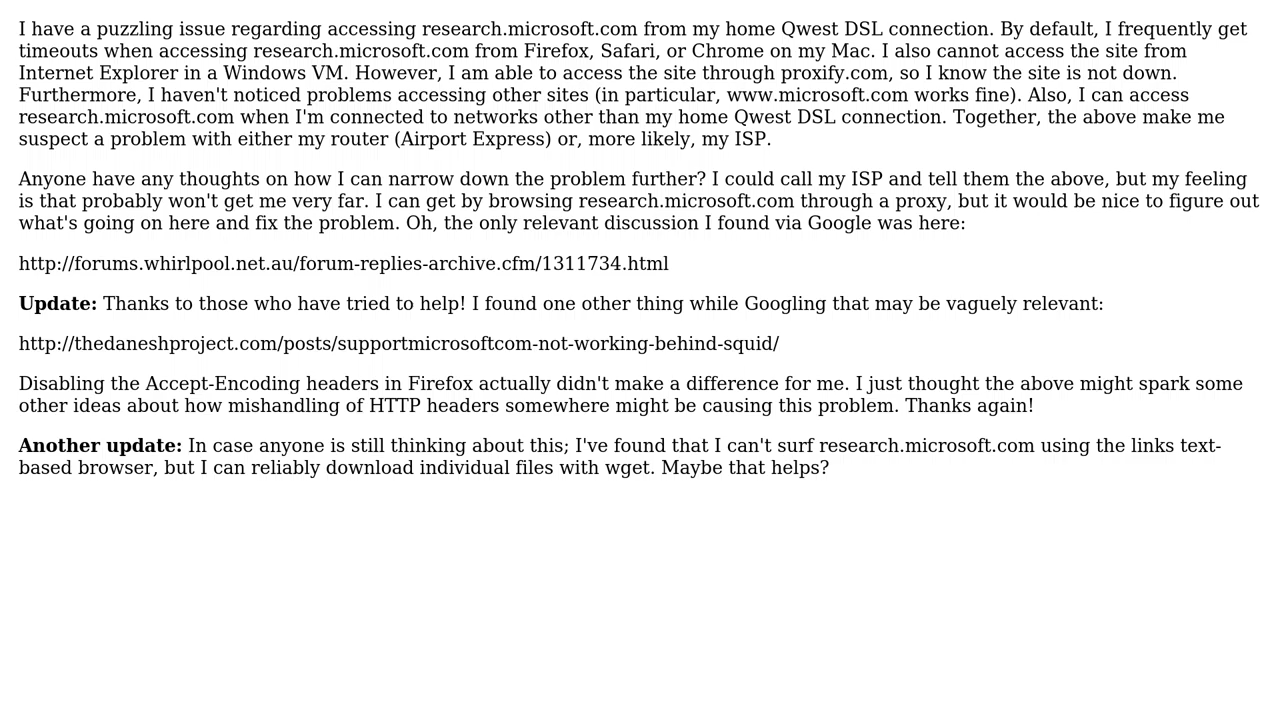 I have a puzzling issue regarding accessing research.microsoft.com from my home Qwest DSL connection. By default, I frequently get
timeouts when accessing research.microsoft.com from Firefox, Safari, or Chrome on my Mac. I also cannot access the site from
Internet Explorer in a Windows VM. However, I am able to access the site through proxify.com, so I know the site is not down.
Furthermore, I haven't noticed problems accessing other sites (in particular, www.microsoft.com works fine). Also, I can access
research.microsoft.com when I'm connected to networks other than my home Qwest DSL connection. Together, the above make me
suspect a problem with either my router (Airport Express) or, more likely, my ISP.
Anyone have any thoughts on how I can narrow down the problem further? I could call my ISP and tell them the above, but my feeling
is that probably won't get me very far. I can get by browsing research.microsoft.com through a proxy, but it would be nice to figure out
what's going on here and fix the problem. Oh, the only relevant discussion I found via Google was here:
http://forums.whirlpool.net.au/forum-replies-archive.cfm/1311734.html
Update: Thanks to those who have tried to help! I found one other thing while Googling that may be vaguely relevant:
http://thedaneshproject.com/posts/supportmicrosoftcom-not-working-behind-squid/
Disabling the Accept-Encoding headers in Firefox actually didn't make a difference for me. I just thought the above might spark some
other ideas about how mishandling of HTTP headers somewhere might be causing this problem. Thanks again!
Another update: In case anyone is still thinking about this; I've found that I can't surf research.microsoft.com using the links text-
based browser, but I can reliably download individual files with wget. Maybe that helps?